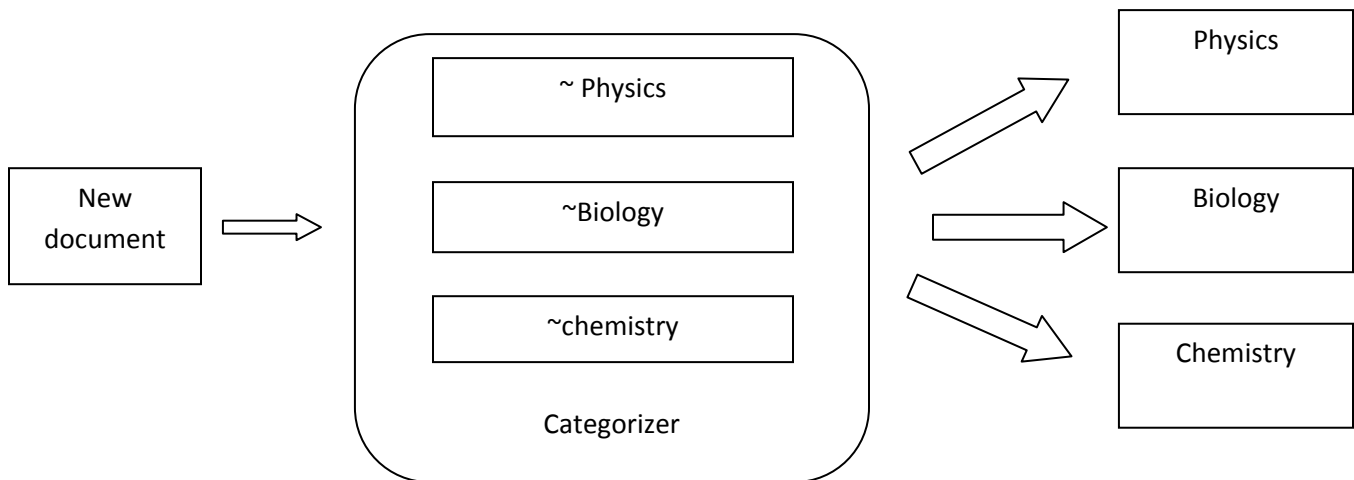 New
document
~ Physics
~Biology
~chemistry
Categorizer
Physics
Biology
Chemistry